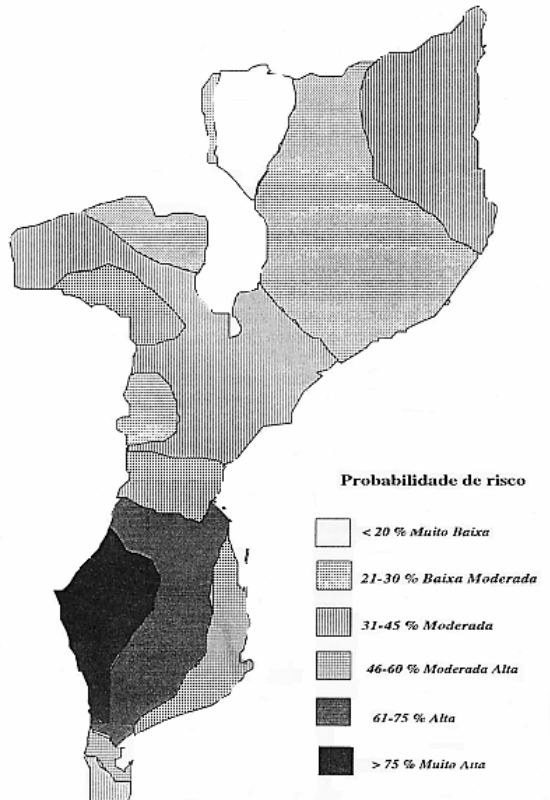 Probabilidade de risco
< 20 % Muito Baixa
21-30 % Baixa Moderada
31-45 % Moderada
46-60 % Moderada Alta
61-75 % Alta
> 75 % Muito Alta